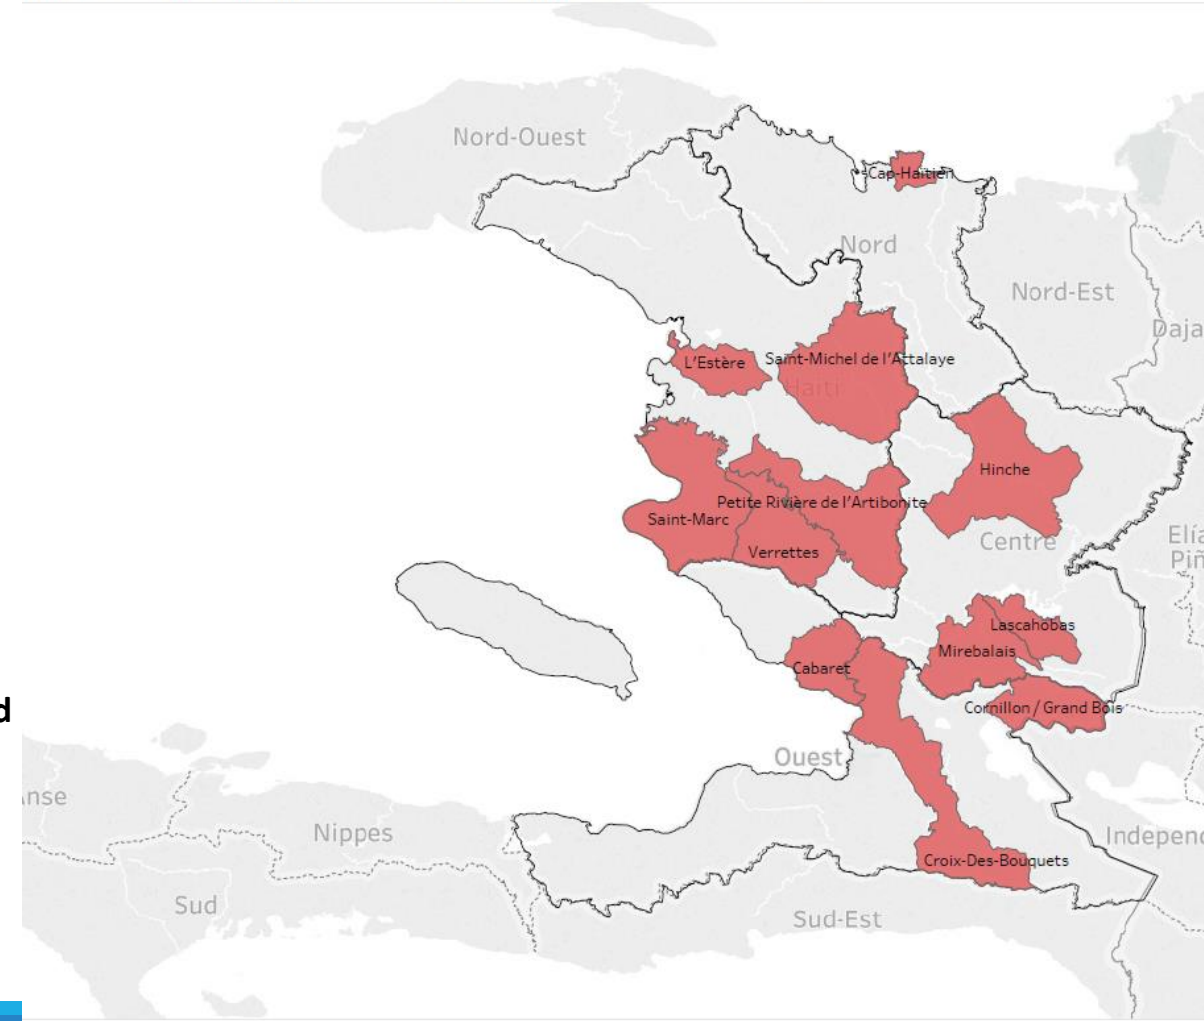 Nord-Ouest
Cap-Haïtien
Nord
Nord-Est
Daja
L'Estère
Saint-Michel de l'Attalaye
Haiti
Hinche
Petite Rivière de l'Artibonite
Saint-Marc
Verrettes
Centre
Elía
Piñ
Lascahobas
Mirebalais
Cabaret
Cornillon / Grand Bois
d
Ouest
nse
Nippes
Independ
Croix-Des-Bouquets
Sud
Sud-Est